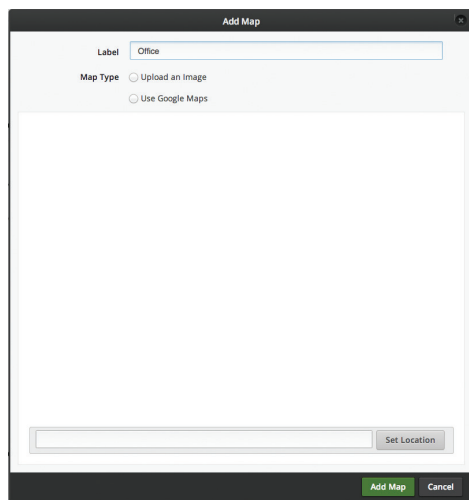 Add Map
Label Office
Map Type Upload an Image
Use Google Maps
Set Location
Add Map Cancel